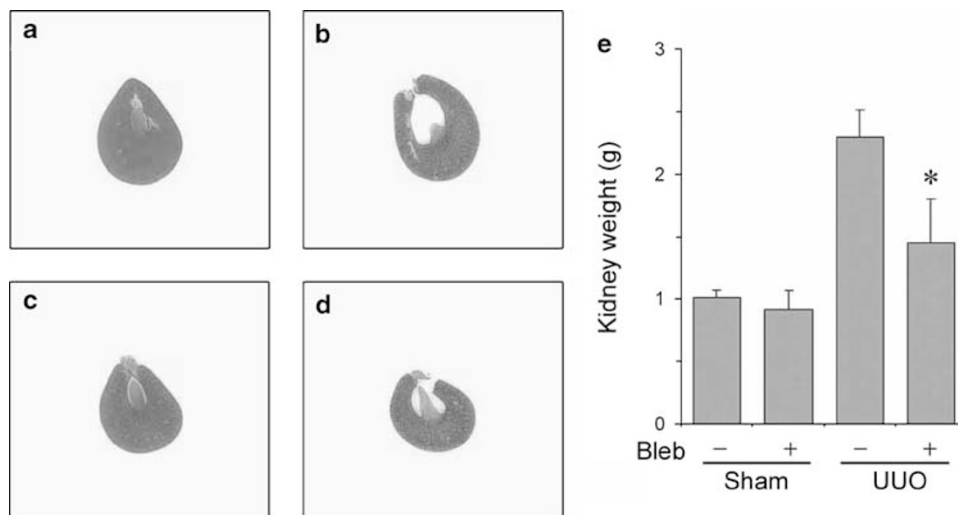 a
b
c
d
e
Kidney weight (g)
3
2
1
0
*
Bleb − + − +
Sham UUO